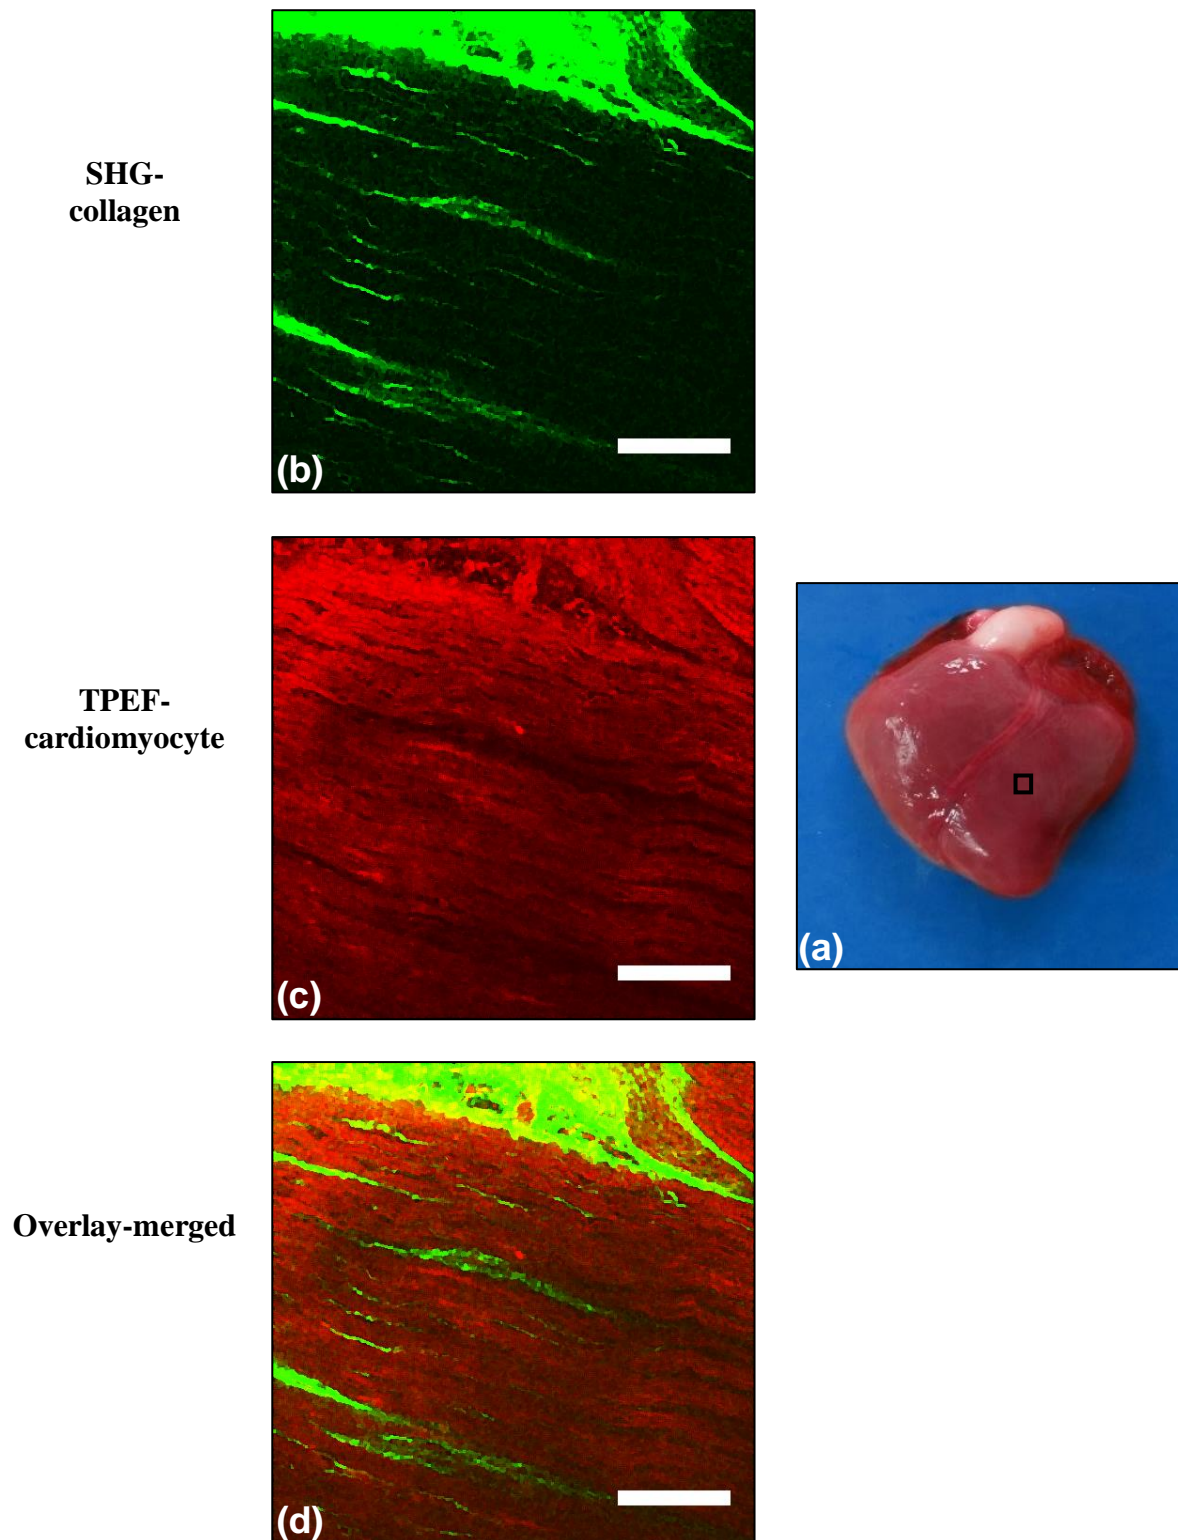 SHG-
collagen
(b)
TPEF-
cardiomyocyte
(c)
(a)
Overlay-merged
(d)